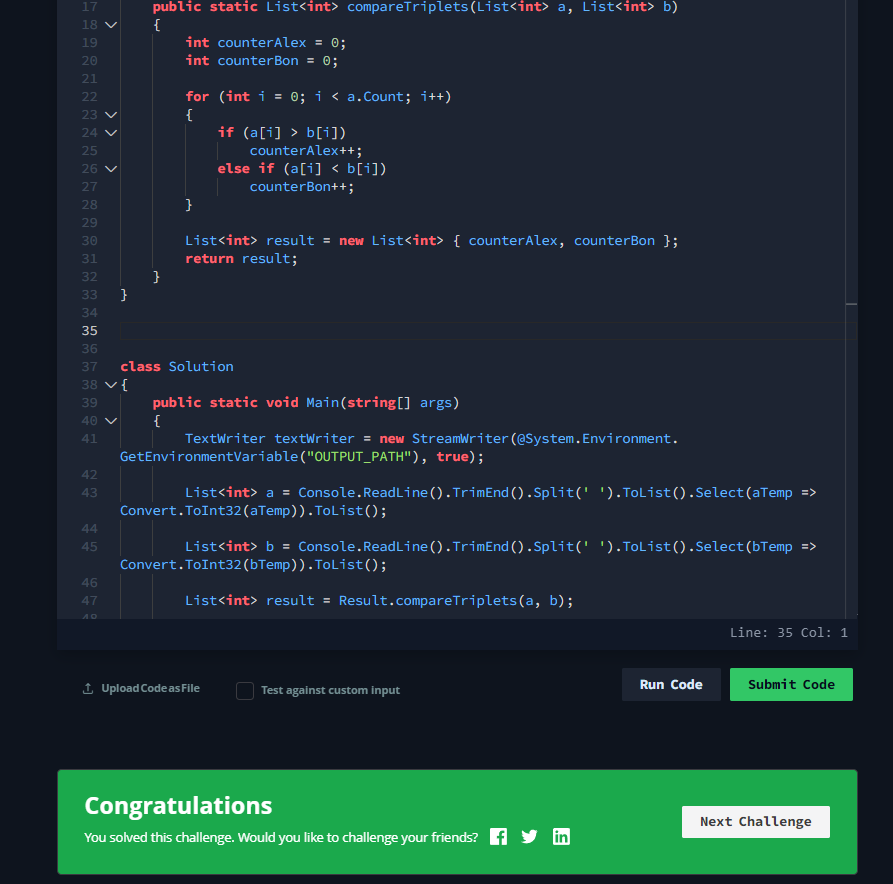 17 public static List<int> compareTriplets(List<int> a, List<int> b)
18 {
19 int counterAlex = 0;
20 int counterBon = 0;
21
22 for (int i = 0; i < a.Count; i++)
23 {
24 if (a[i] > b[i])
25 counterAlex++;
26 else if (a[i] < b[i])
27 counterBon++;
28 }
29
30 List<int> result = new List<int> { counterAlex, counterBon };
31 return result;
32 }
33 }
34
35
36
37 class Solution
38 {
39 public static void Main(string[] args)
40 {
41 TextWriter textWriter = new StreamWriter(@System.Environment.
GetEnvironmentVariable("OUTPUT_PATH"), true);
42
43 List<int> a = Console.ReadLine().TrimEnd().Split(' ').ToList().Select(aTemp =>
Convert.ToInt32(aTemp)).ToList();
44
45 List<int> b = Console.ReadLine().TrimEnd().Split(' ').ToList().Select(bTemp =>
Convert.ToInt32(bTemp)).ToList();
46
47 List<int> result = Result.compareTriplets(a, b);
48
Line: 35 Col: 1
Upload Code as File
Test against custom input
Run Code
Submit Code
Congratulations
You solved this challenge. Would you like to challenge your friends?
Next Challenge